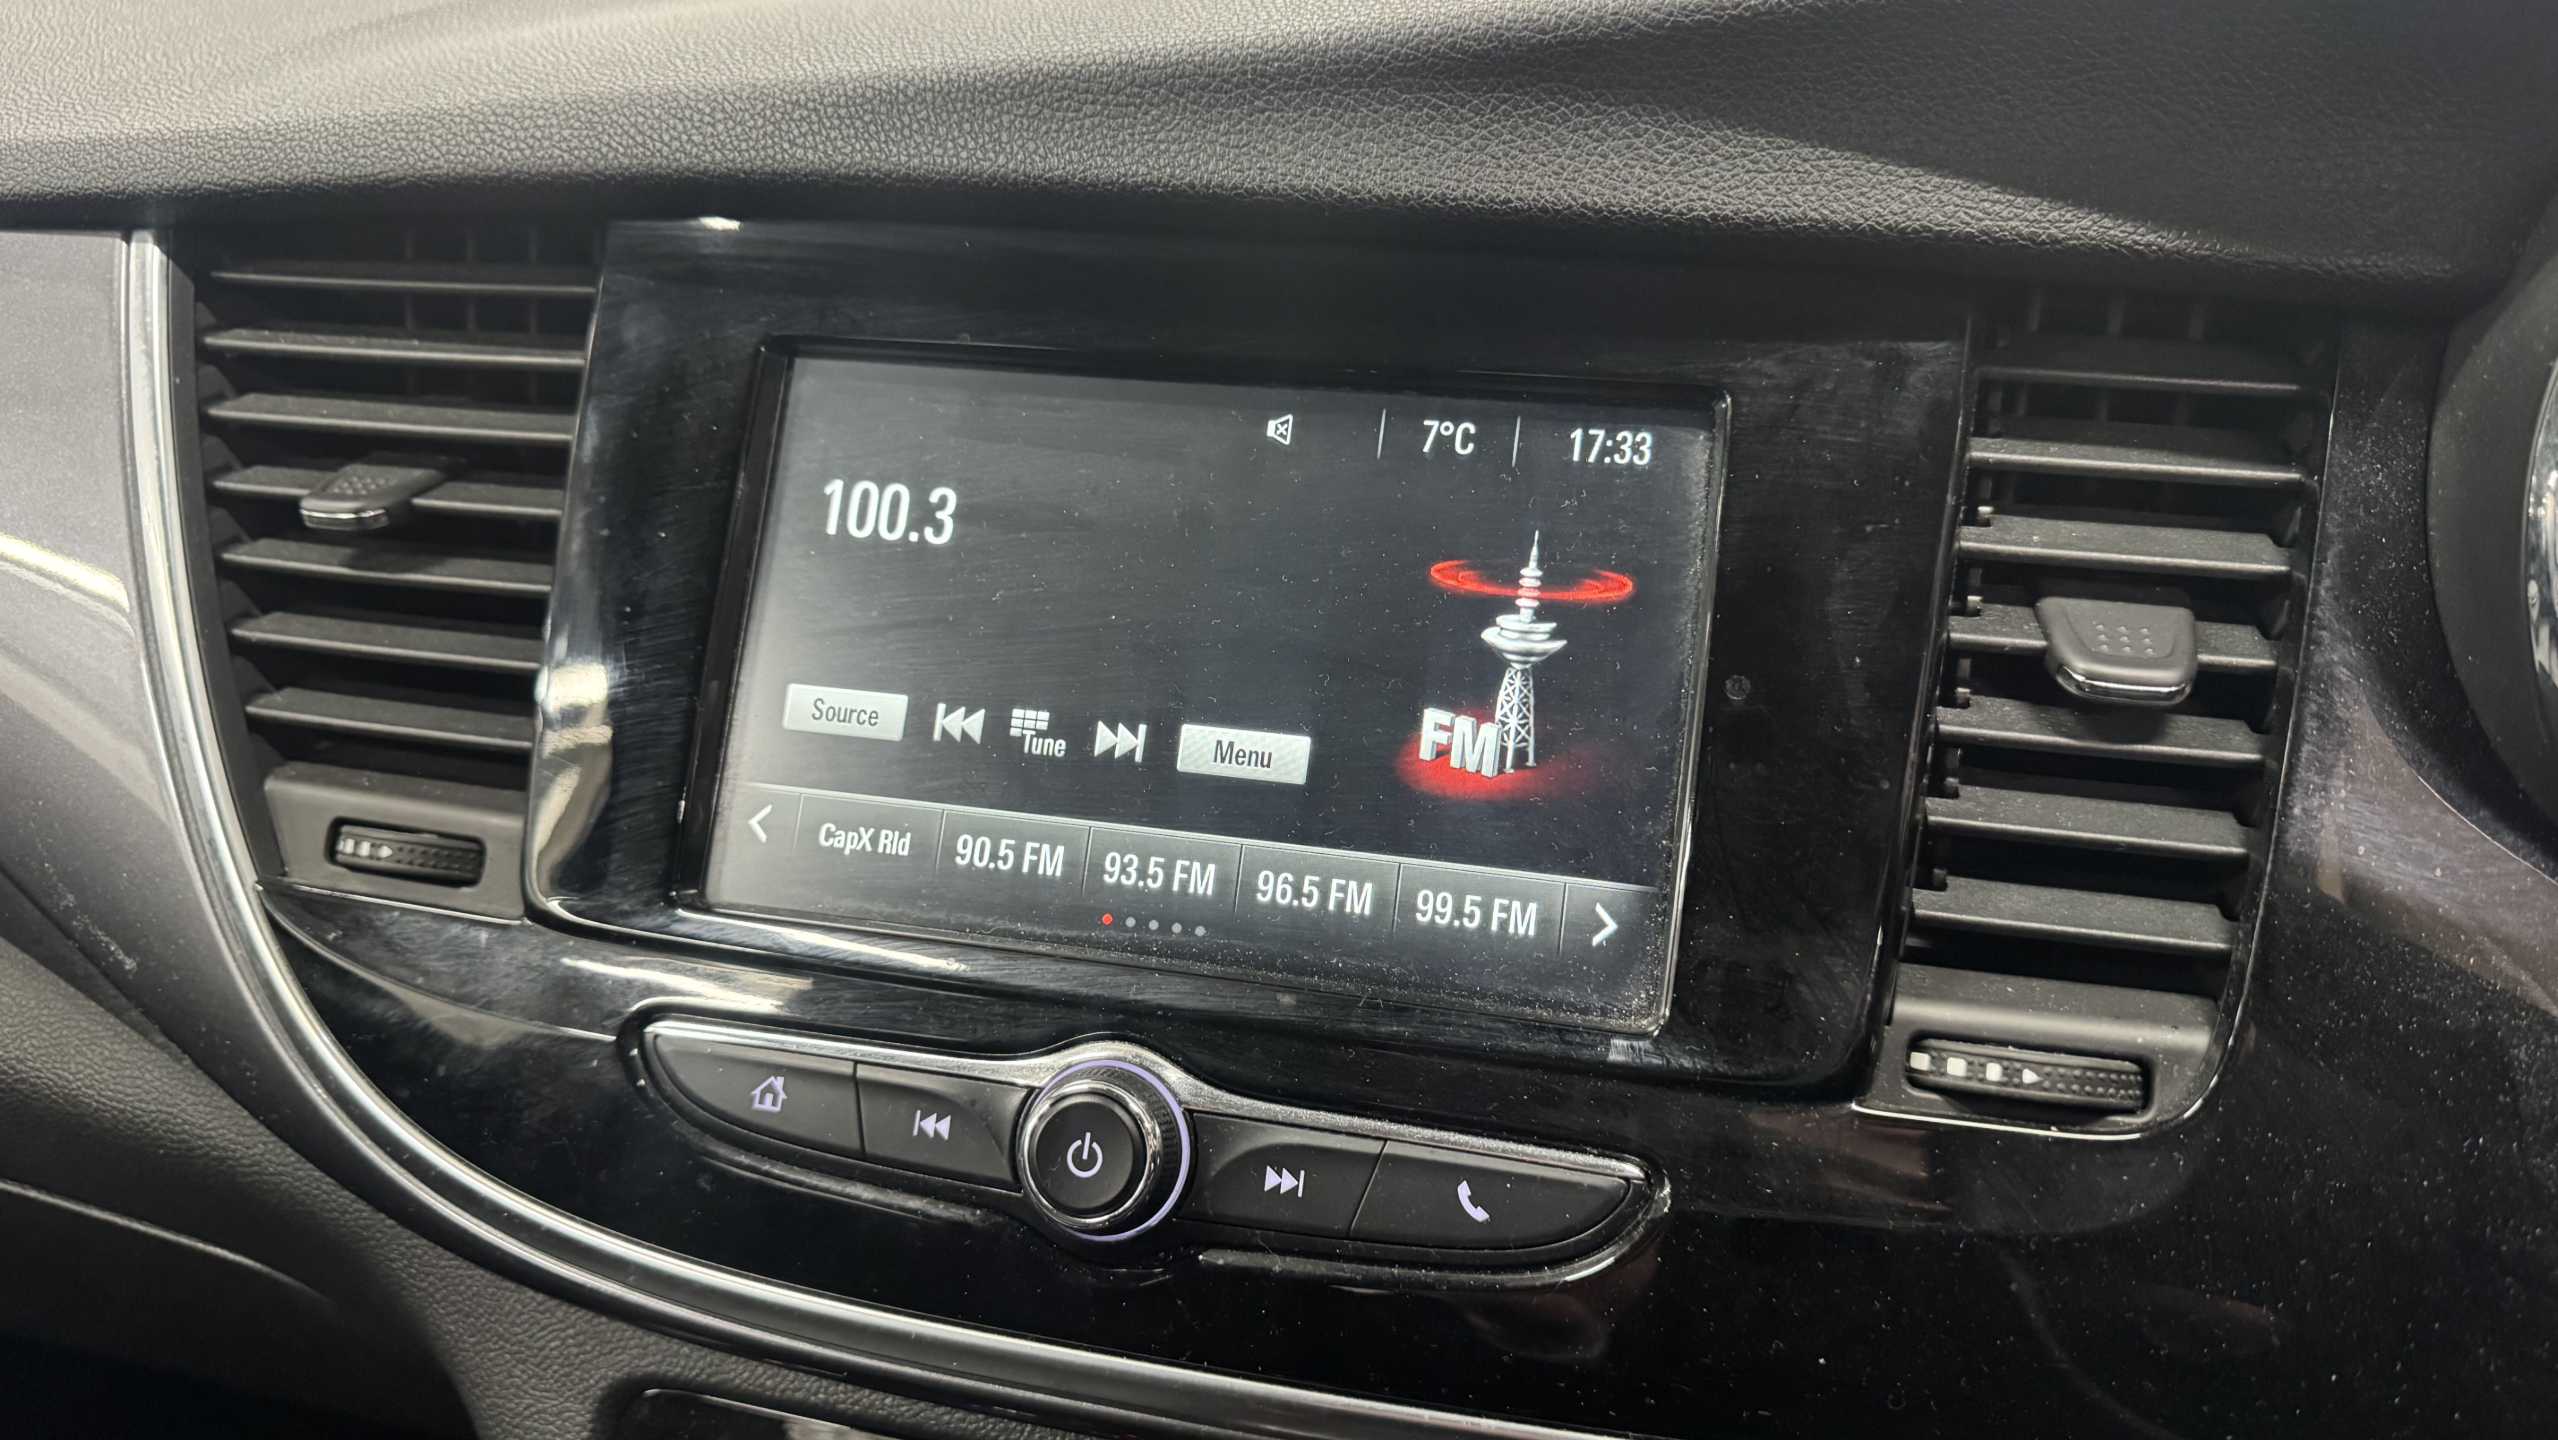 7°C 17:33
100.3
Source Tune Menu
FM
CapX Rld 90.5 FM 93.5 FM 96.5 FM 99.5 FM